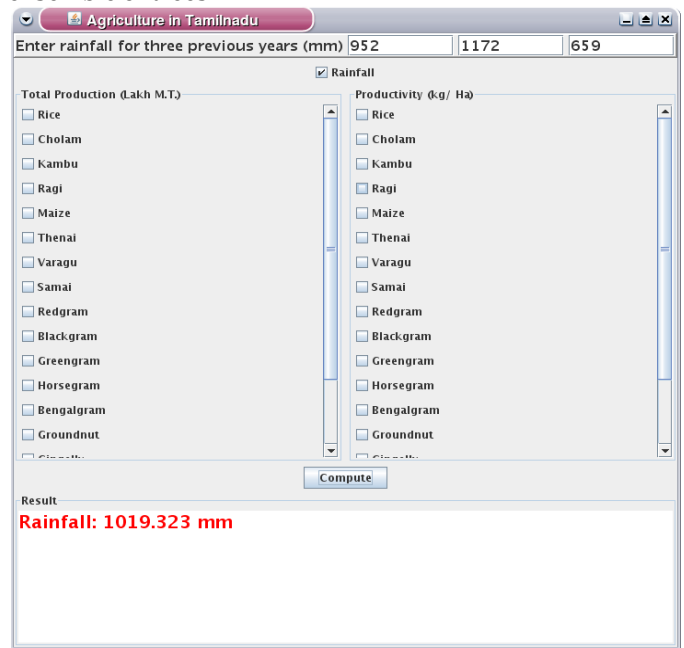 Agriculture in Tamilnadu
Enter rainfall for three previous years (mm) 952 1172 659
Rainfall
Total Production (Lakh M.T.)
Rice
Cholam
Kambu
Ragi
Maize
Thenai
Varagu
Samai
Redgram
Blackgram
Greengram
Horsegram
Bengalgram
Groundnut
Productivity (kg/ Ha)
Rice
Cholam
Kambu
Ragi
Maize
Thenai
Varagu
Samai
Redgram
Blackgram
Greengram
Horsegram
Bengalgram
Groundnut
Compute
Result
Rainfall: 1019.323 mm